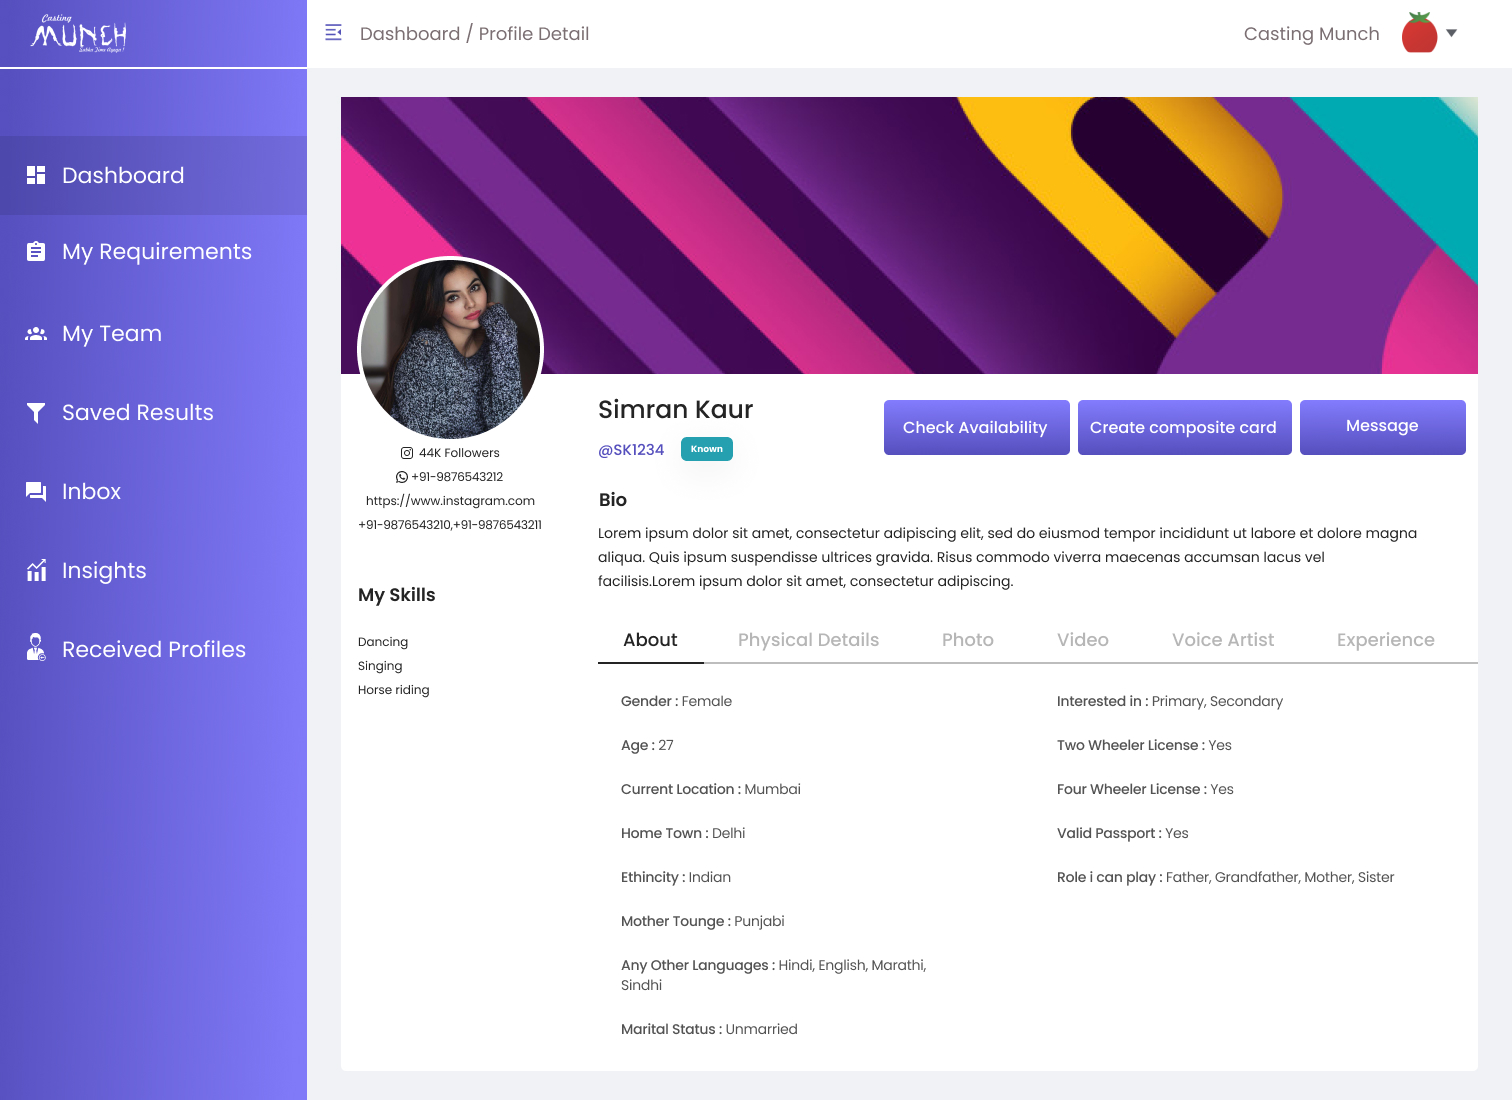 Casting
MUNCH
Dashboard / Profile Detail
Casting Munch
Dashboard
My Requirements
My Team
Saved Results
Inbox
Insights
Received Profiles
44K Followers
+91-9876543212
https://www.instagram.com
+91-9876543210,+91-9876543211
My Skills
Dancing
Singing
Horse riding
Simran Kaur
@SK1234
Known
Check Availability
Create composite card
Message
Bio
Lorem ipsum dolor sit amet, consectetur adipiscing elit, sed do eiusmod tempor incididunt ut labore et dolore magna
aliqua. Quis ipsum suspendisse ultrices gravida. Risus commodo viverra maecenas accumsan lacus vel
facilisis.Lorem ipsum dolor sit amet, consectetur adipiscing.
About
Physical Details
Photo
Video
Voice Artist
Experience
Gender : Female
Age : 27
Current Location : Mumbai
Home Town : Delhi
Ethincity : Indian
Mother Tounge : Punjabi
Any Other Languages : Hindi, English, Marathi,
Sindhi
Marital Status : Unmarried
Interested in : Primary, Secondary
Two Wheeler License : Yes
Four Wheeler License : Yes
Valid Passport : Yes
Role i can play : Father, Grandfather, Mother, Sister